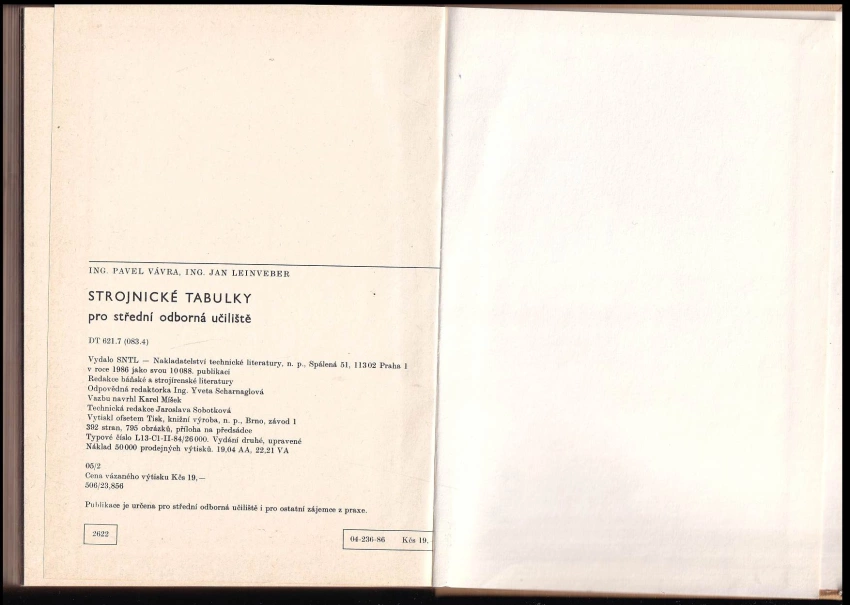 ING. PAVEL VÁVRA, ING. JAN LEINVEBER
STROJNICKÉ TABULKY
pro střední odborná učiliště
DT 621.7 (083.4)
Vydalo SNTL — Nakladatelství technické literatury, n. p., Spálená 51, 113 02 Praha 1
v roce 1986 jako svou 10 088. publikaci
Redakce báňské a strojírenské literatury
Odpovědná redaktorka Ing. Yveta Scharnaglová
Vazbu navrhl Karel Míšek
Technická redakce Jaroslava Sobotková
Vytiskl ofsetem Tisk, knižní výroba, n. p., Brno, závod 1
392 stran, 795 obrázků, příloha na předsádce
Typové číslo L13-C1-II-84/26 000. Vydání druhé, upravené
Náklad 50 000 prodejných výtisků. 19,04 AA, 22,21 VA
05/2
Cena vázaného výtisku Kčs 19,—
506/23,856
Publikace je určena pro střední odborná učiliště i pro ostatní zájemce z praxe.
2622
04-236-86 Kčs 19,